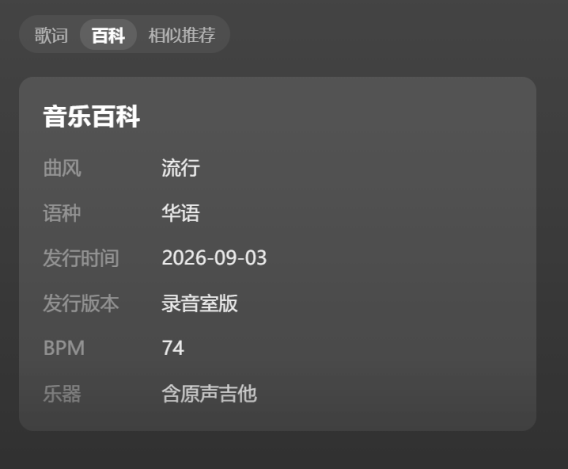 歌词 百科 相似推荐
音乐百科
曲风 流行
语种 华语
发行时间 2026-09-03
发行版本 录音室版
BPM 74
乐器 含原声吉他